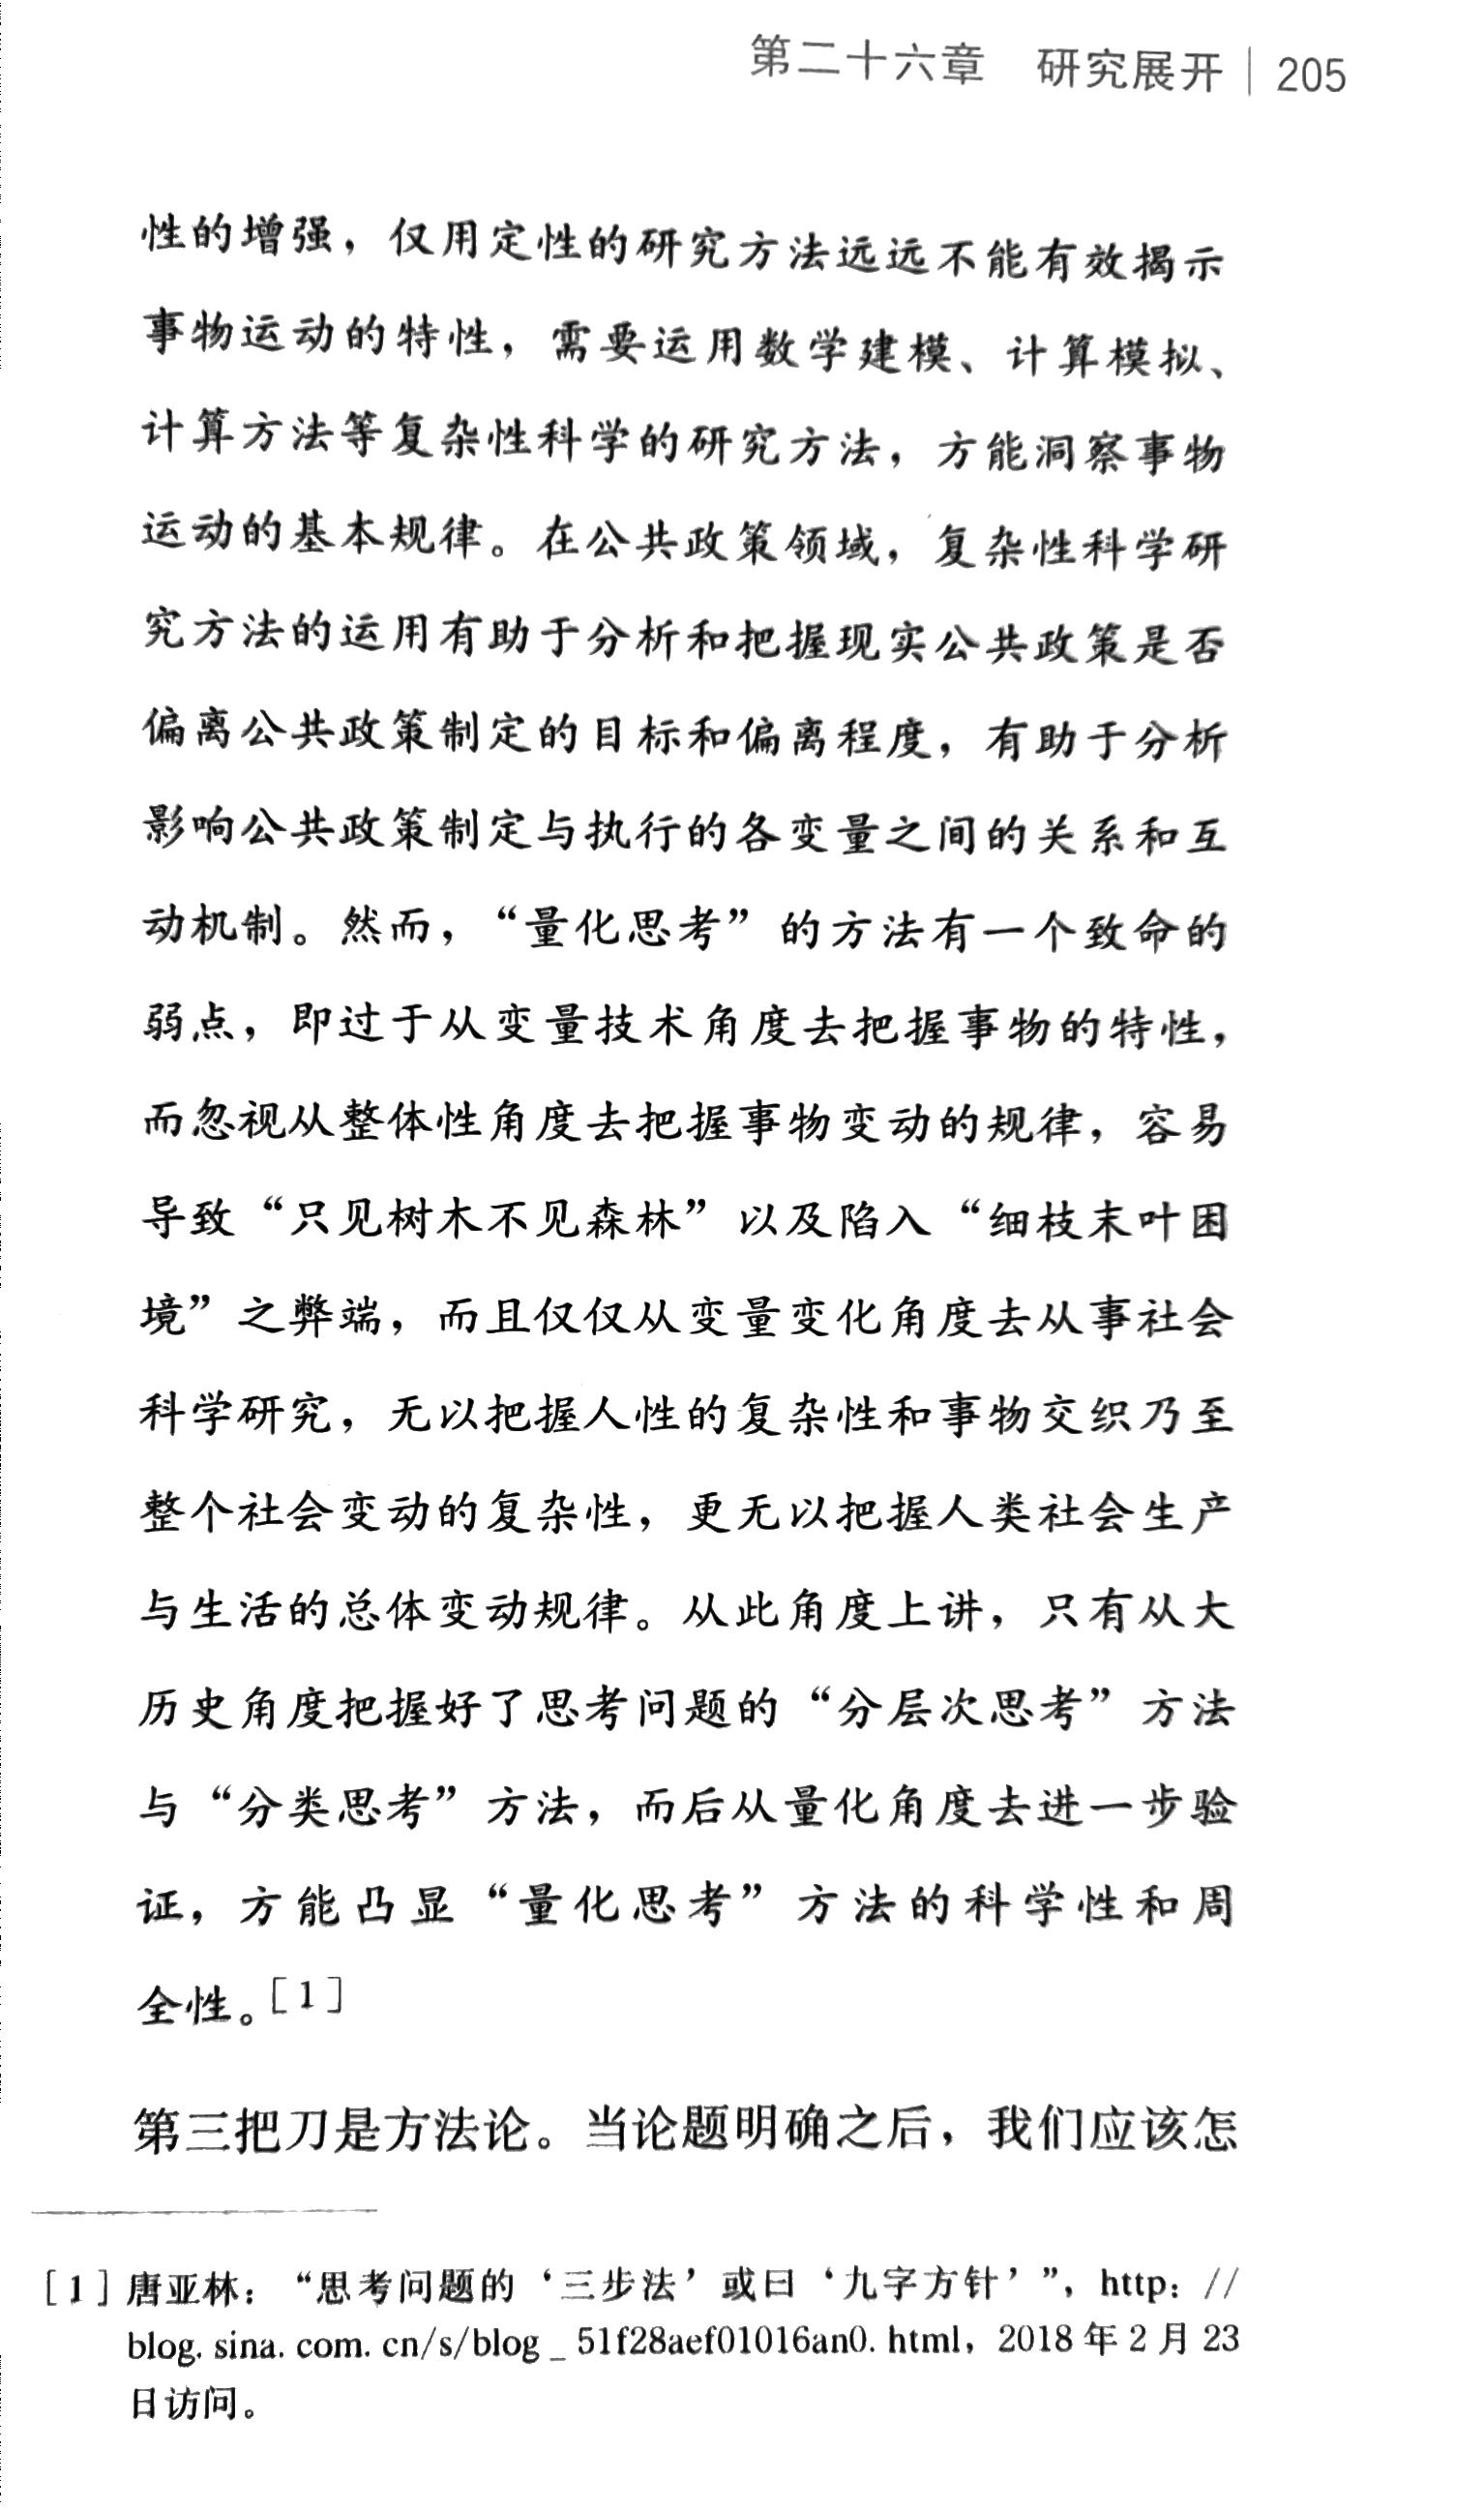 第二十六章 研究展开 | 205
性的增强，仅用定性的研究方法远远不能有效揭示
事物运动的特性，需要运用数学建模、计算模拟、
计算方法等复杂性科学的研究方法，方能洞察事物
运动的基本规律。在公共政策领域，复杂性科学研
究方法的运用有助于分析和把握现实公共政策是否
偏离公共政策制定的目标和偏离程度，有助于分析
影响公共政策制定与执行的各变量之间的关系和互
动机制。然而，“量化思考”的方法有一个致命的
弱点，即过于从变量技术角度去把握事物的特性，
而忽视从整体性角度去把握事物变动的规律，容易
导致“只见树木不见森林”以及陷入“细枝末叶困
境”之弊端，而且仅仅从变量变化角度去从事社会
科学研究，无以把握人性的复杂性和事物交织乃至
整个社会变动的复杂性，更无以把握人类社会生产
与生活的总体变动规律。从此角度上讲，只有从大
历史角度把握好了思考问题的“分层次思考”方法
与“分类思考”方法，而后从量化角度去进一步验
证，方能凸显“量化思考”方法的科学性和周
全性。[1]
第三把刀是方法论。当论题明确之后，我们应该怎
[1] 唐亚林：“思考问题的‘三步法’或曰‘九字方针’”，http: //
blog. sina. com. cn/s/blog _ 51f28aef01016an0. html，2018 年 2 月 23
日访问。